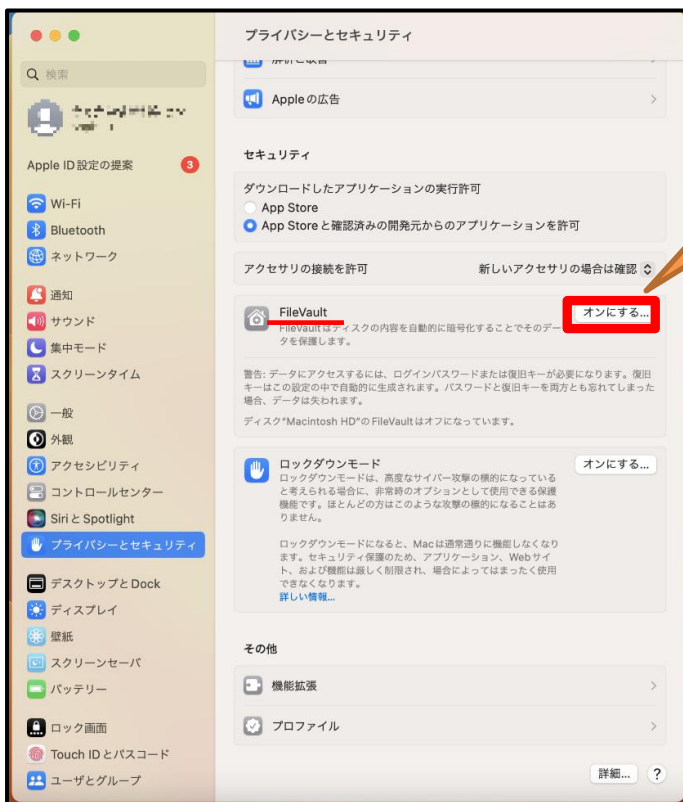 プライバシーとセキュリティ
検索
Apple ID 設定の提案
3
Wi-Fi
Bluetooth
ネットワーク
通知
サウンド
集中モード
スクリーンタイム
一般
外観
アクセシビリティ
コントロールセンター
Siri と Spotlight
プライバシーとセキュリティ
デスクトップと Dock
ディスプレイ
壁紙
スクリーンセーバ
バッテリー
ロック画面
Touch ID とパスコード
ユーザとグループ
Apple の広告
セキュリティ
ダウンロードしたアプリケーションの実行許可
App Store
App Store と確認済みの開発元からのアプリケーションを許可
アクセサリの接続を許可
新しいアクセサリの場合は確認
FileVault
オンにする...
FileVault はディスクの内容を自動的に暗号化することでそのデー
タを保護します。
警告: データにアクセスするには、ログインパスワードまたは復旧キーが必要になります。復旧
キーはこの設定の中で自動的に生成されます。パスワードと復旧キーを両方とも忘れてしまった
場合、データは失われます。
ディスク"Macintosh HD"の FileVault はオフになっています。
ロックダウンモード
オンにする...
ロックダウンモードは、高度なサイバー攻撃の標的になっている
と考えられる場合に、非常時のオプションとして使用できる保護
機能です。ほとんどの方はこのような攻撃の標的になることはあ
りません。
ロックダウンモードになると、Mac は通常通りに機能しなくなり
ます。セキュリティ保護のため、アプリケーション、Web サイ
ト、および機能は厳しく制限され、場合によってはまったく使用
できなくなります。
詳しい情報...
その他
機能拡張
プロファイル
詳細...
?